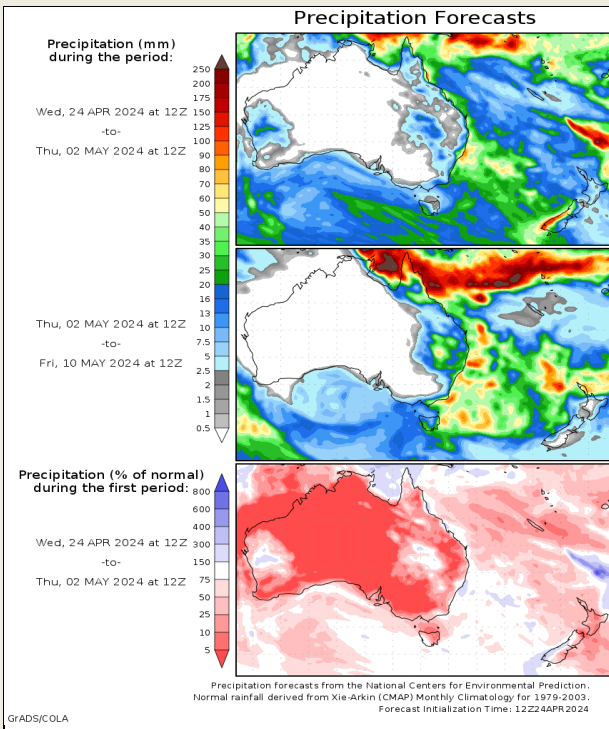 Precipitation Forecasts
Precipitation (mm)
during the period:
Wed, 24 APR 2024 at 12Z
-to-
Thu, 02 MAY 2024 at 12Z
250
200
175
150
125
100
90
80
70
60
50
40
35
30
25
20
16
13
10
7.5
5
2.5
2
1.5
1
0.5
Thu, 02 MAY 2024 at 12Z
-to-
Fri, 10 MAY 2024 at 12Z
Precipitation (% of normal)
during the first period:
Wed, 24 APR 2024 at 12Z
-to-
Thu, 02 MAY 2024 at 12Z
800
600
400
300
150
75
50
25
10
5
Precipitation forecasts from the National Centers for Environmental Prediction.
Normal rainfall derived from Xie-Arkin (CMAP) Monthly Climatology for 1979-2003.
Forecast Initialization Time: 12Z24APR2024
GrADS/COLA